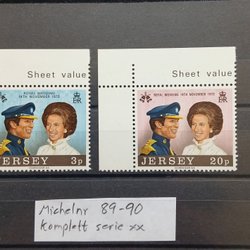 Sheet value
Sheet value
ROYAL WEDDING
14TH NOVEMBER 1973
ROYAL WEDDING 14TH NOVEMBER 1973
JERSEY 3p
JERSEY 20p
Michelnr 89-90
Komplett serie xx